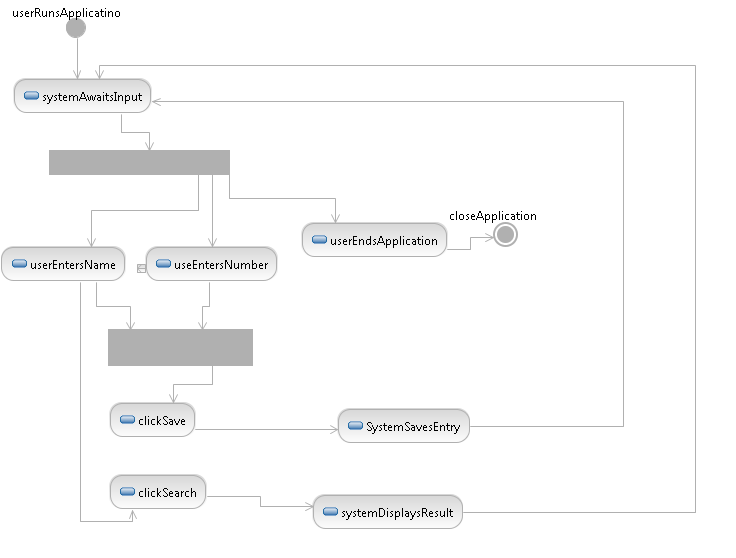 userRunsApplicatino
systemAwaitsInput
closeApplication
userEndsApplication
userEntersName
useEntersNumber
clickSave
SystemSavesEntry
clickSearch
systemDisplaysResult